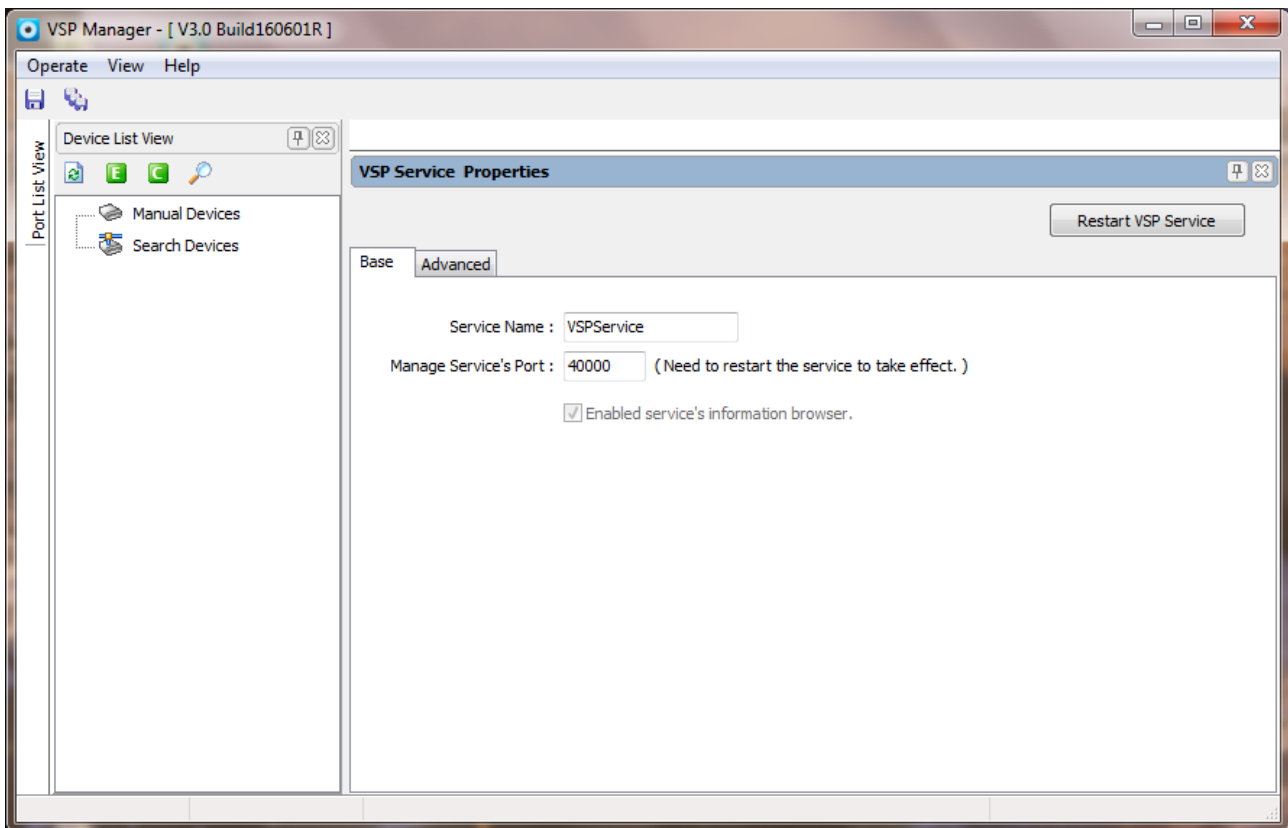 VSP Manager - [ V3.0 Build160601R ]
Operate View Help
Port List View
Device List View
E C
Manual Devices
Search Devices
VSP Service Properties
Restart VSP Service
Base Advanced
Service Name : VSPService
Manage Service's Port : 40000 ( Need to restart the service to take effect. )
Enabled service's information browser.